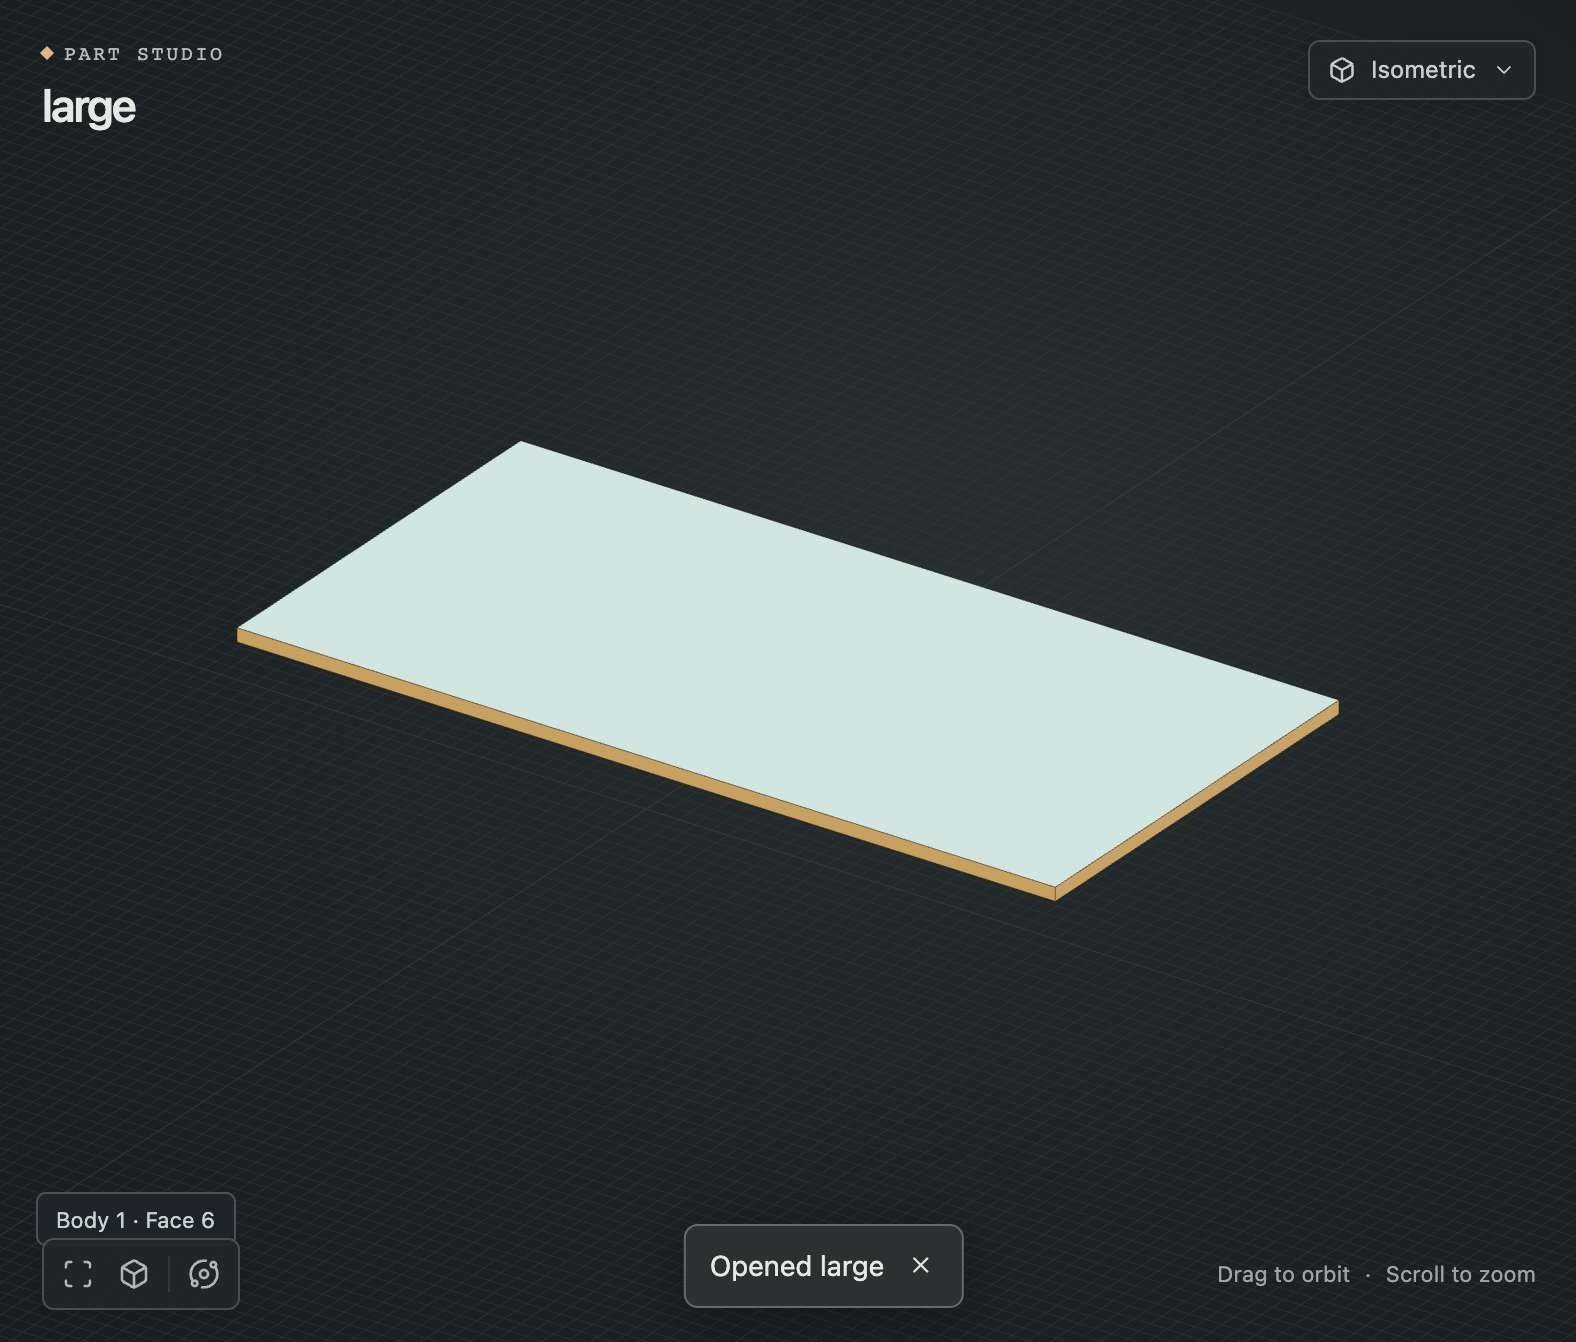 PART STUDIO
large
Isometric
Body 1 · Face 6
Opened large
Drag to orbit · Scroll to zoom